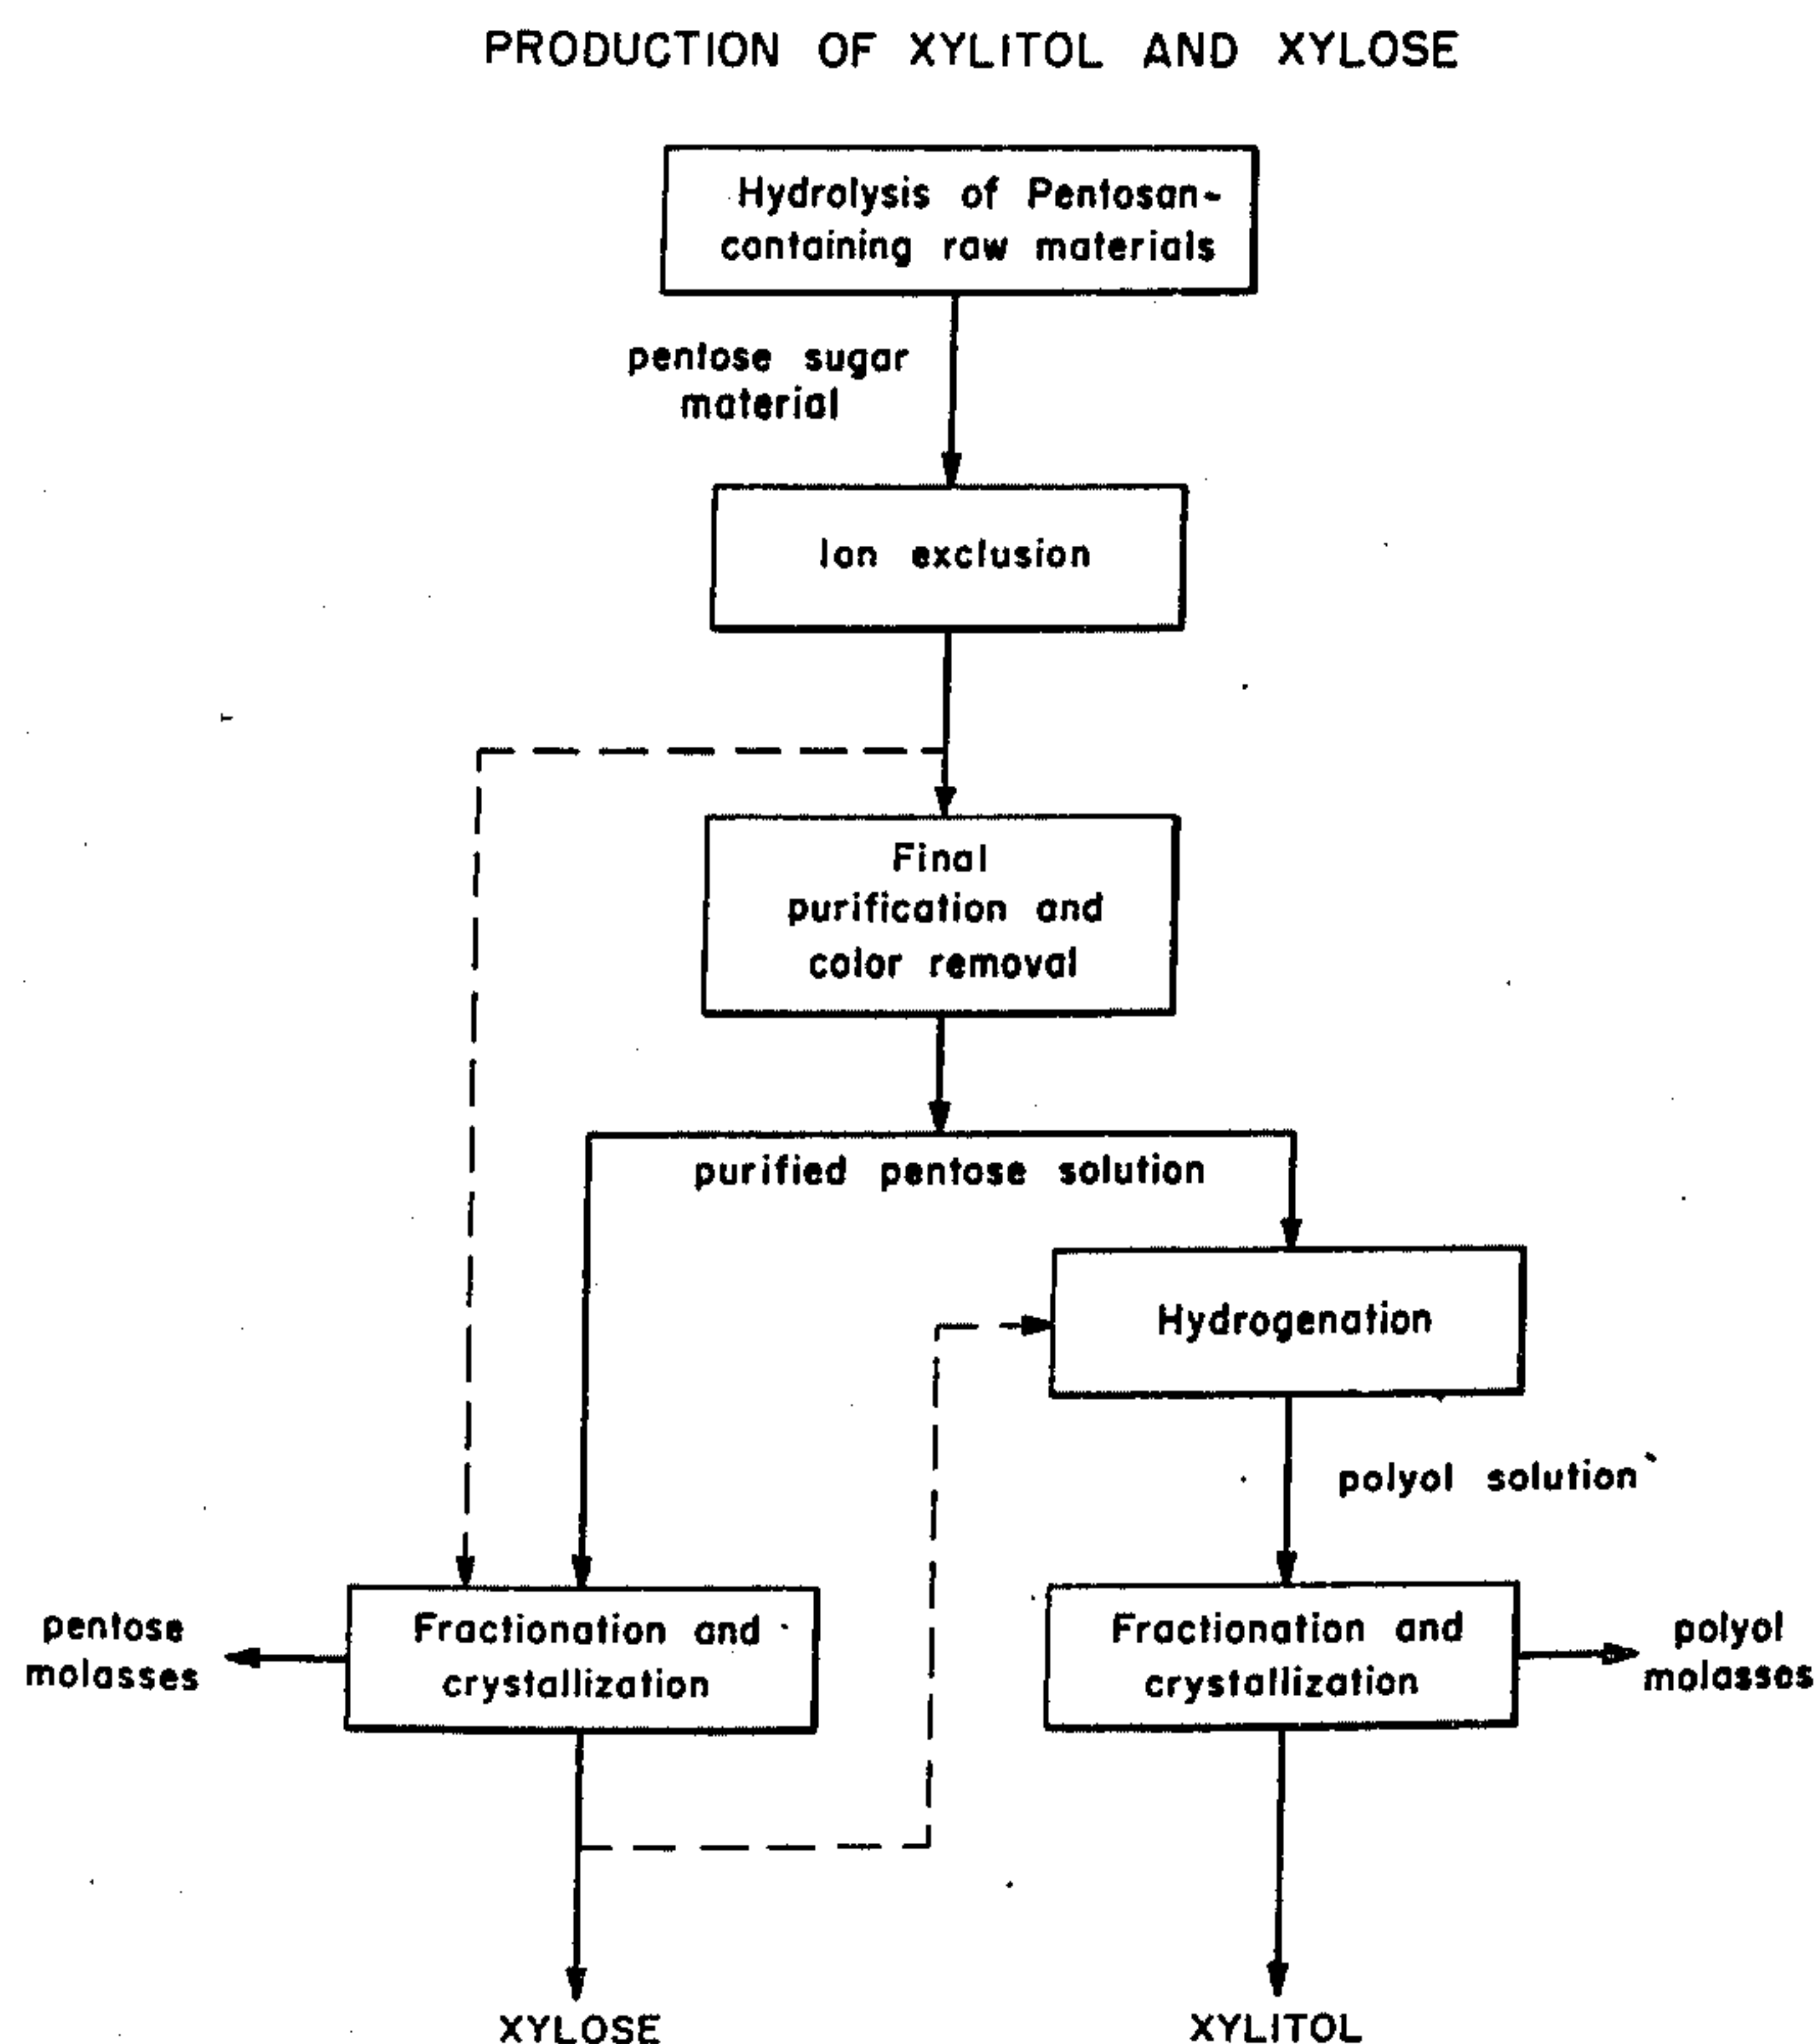 PRODUCTION OF XYLITOL AND XYLOSE
Hydrolysis of Pentosan-
containing raw materials
pentose sugar
material
Ion exclusion
Final
purification and
color removal
purified pentose solution
Hydrogenation
polyol solution
pentose
molasses
Fractionation and
crystallization
Fractionation and
crystallization
polyol
molasses
XYLOSE
XYLITOL